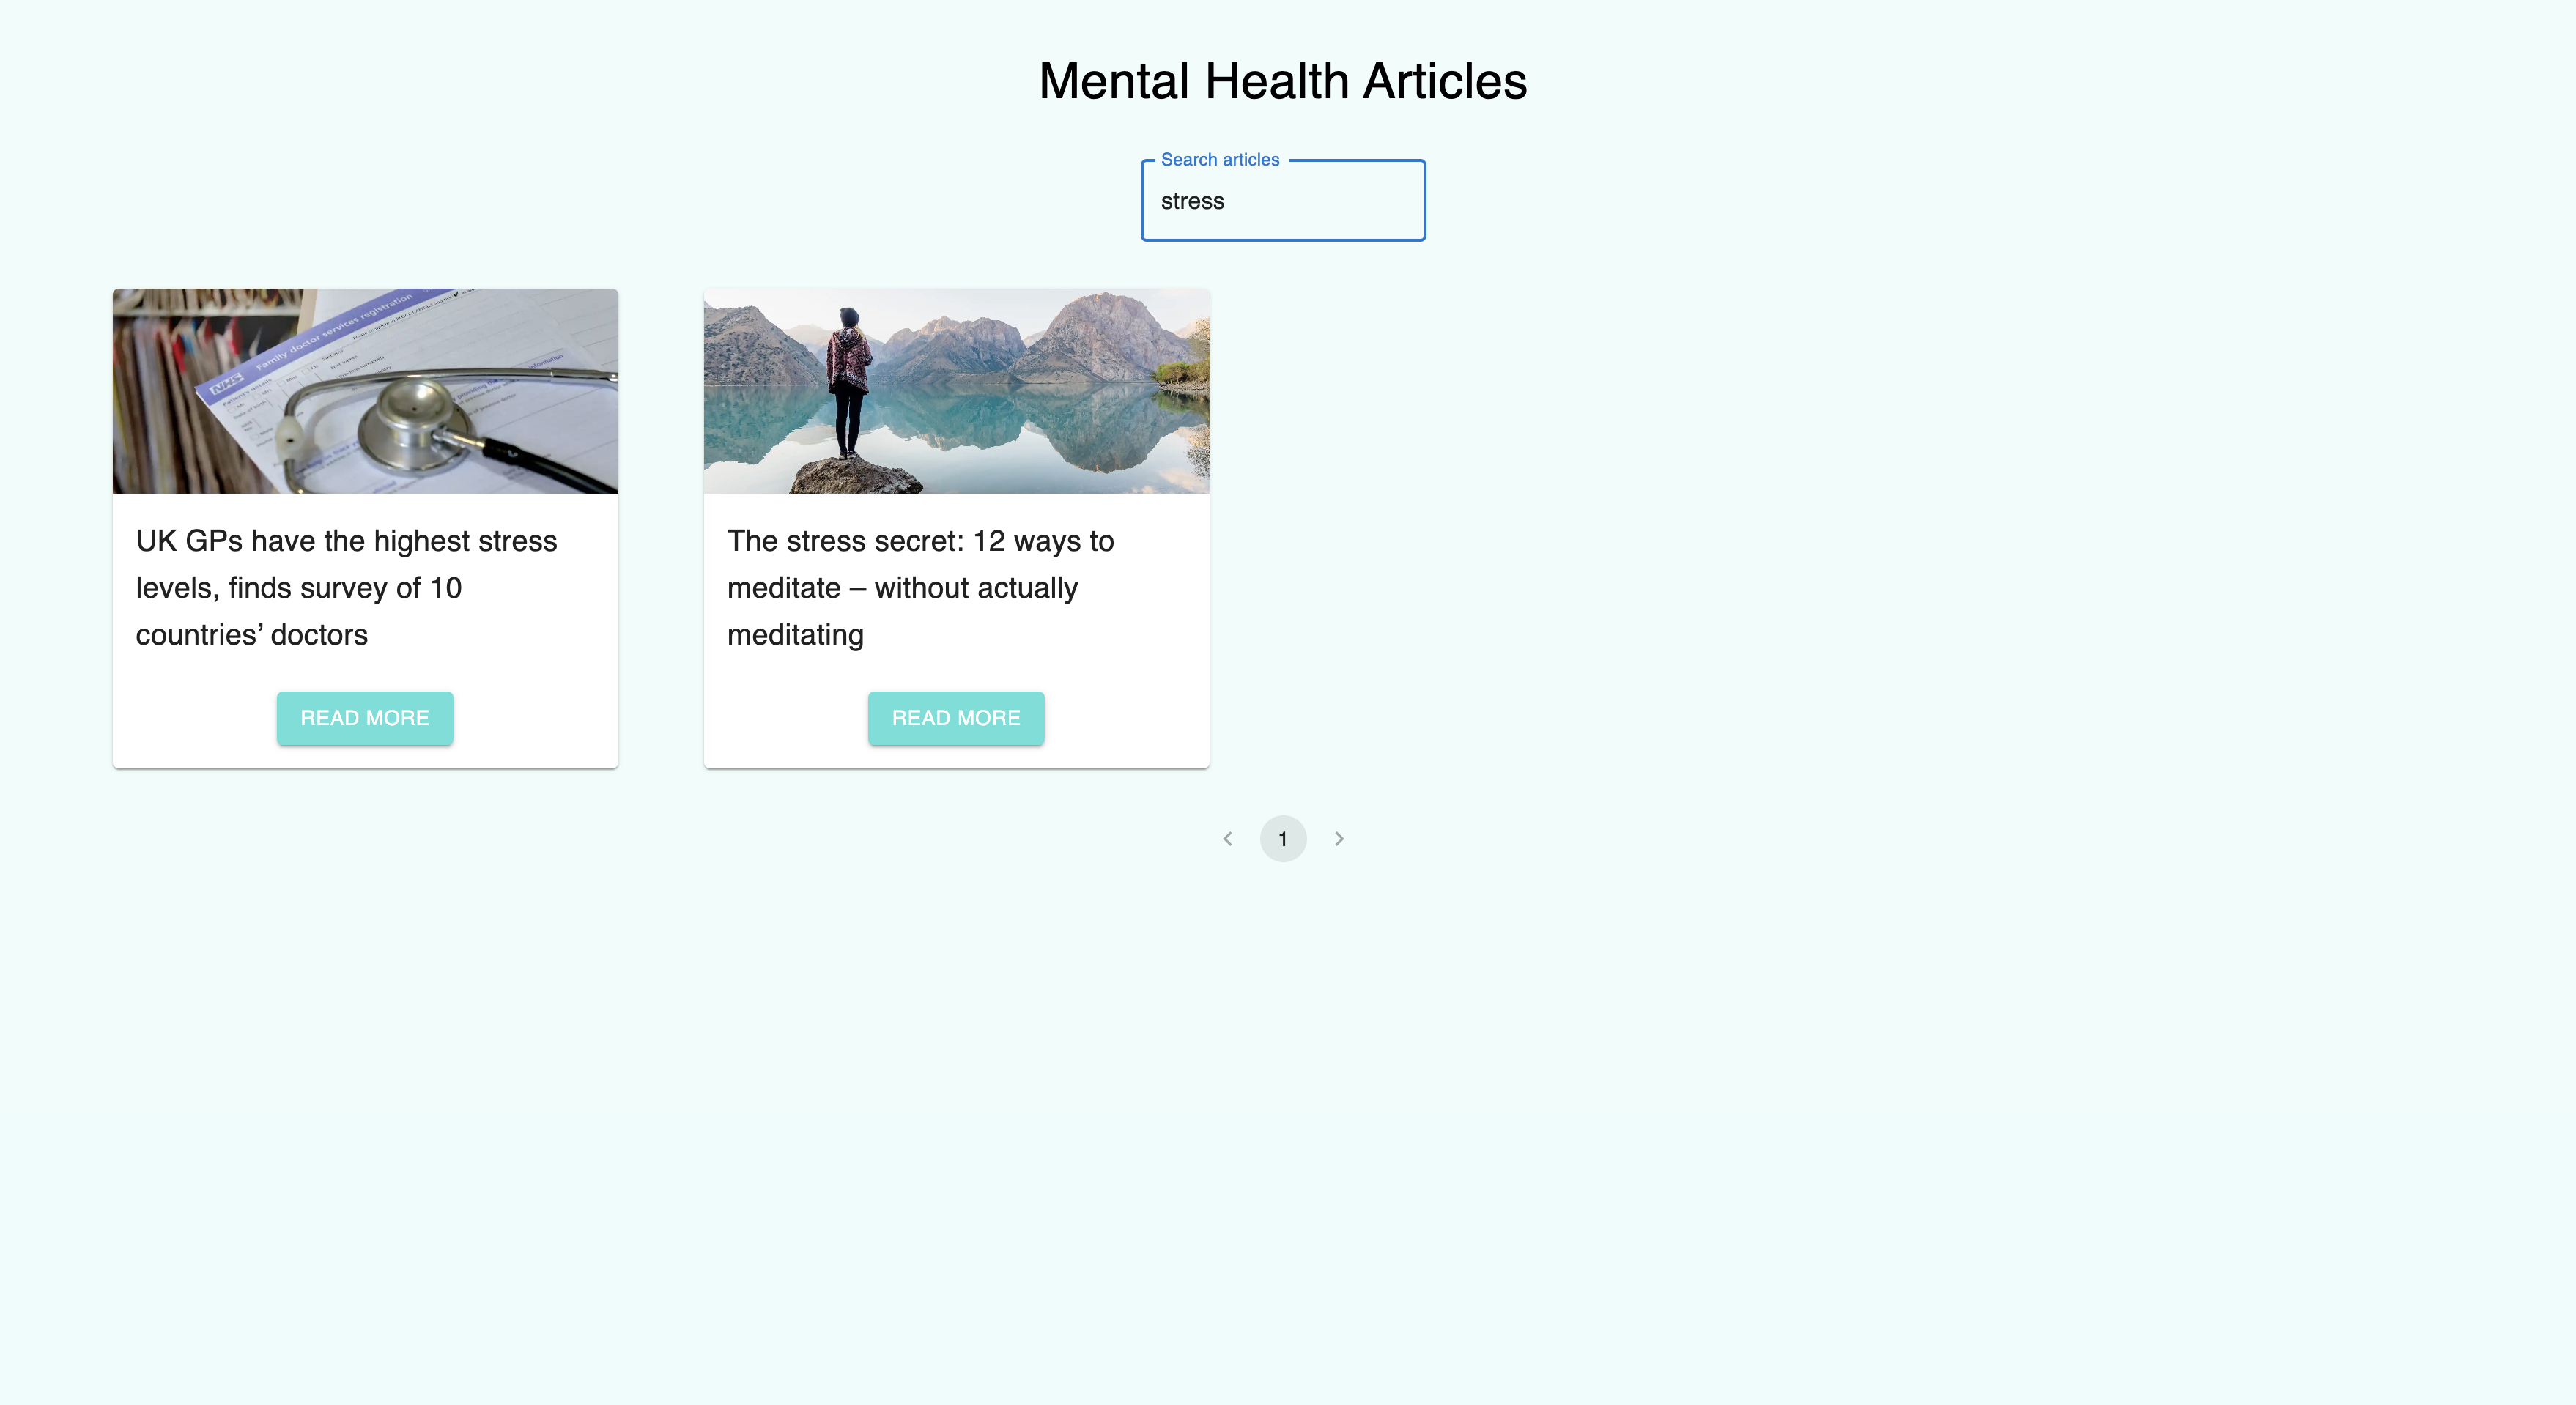 Mental Health Articles
Search articles
stress
NHS
Family doctor services registration
UK GPs have the highest stress
levels, finds survey of 10
countries’ doctors
READ MORE
The stress secret: 12 ways to
meditate – without actually
meditating
READ MORE
1